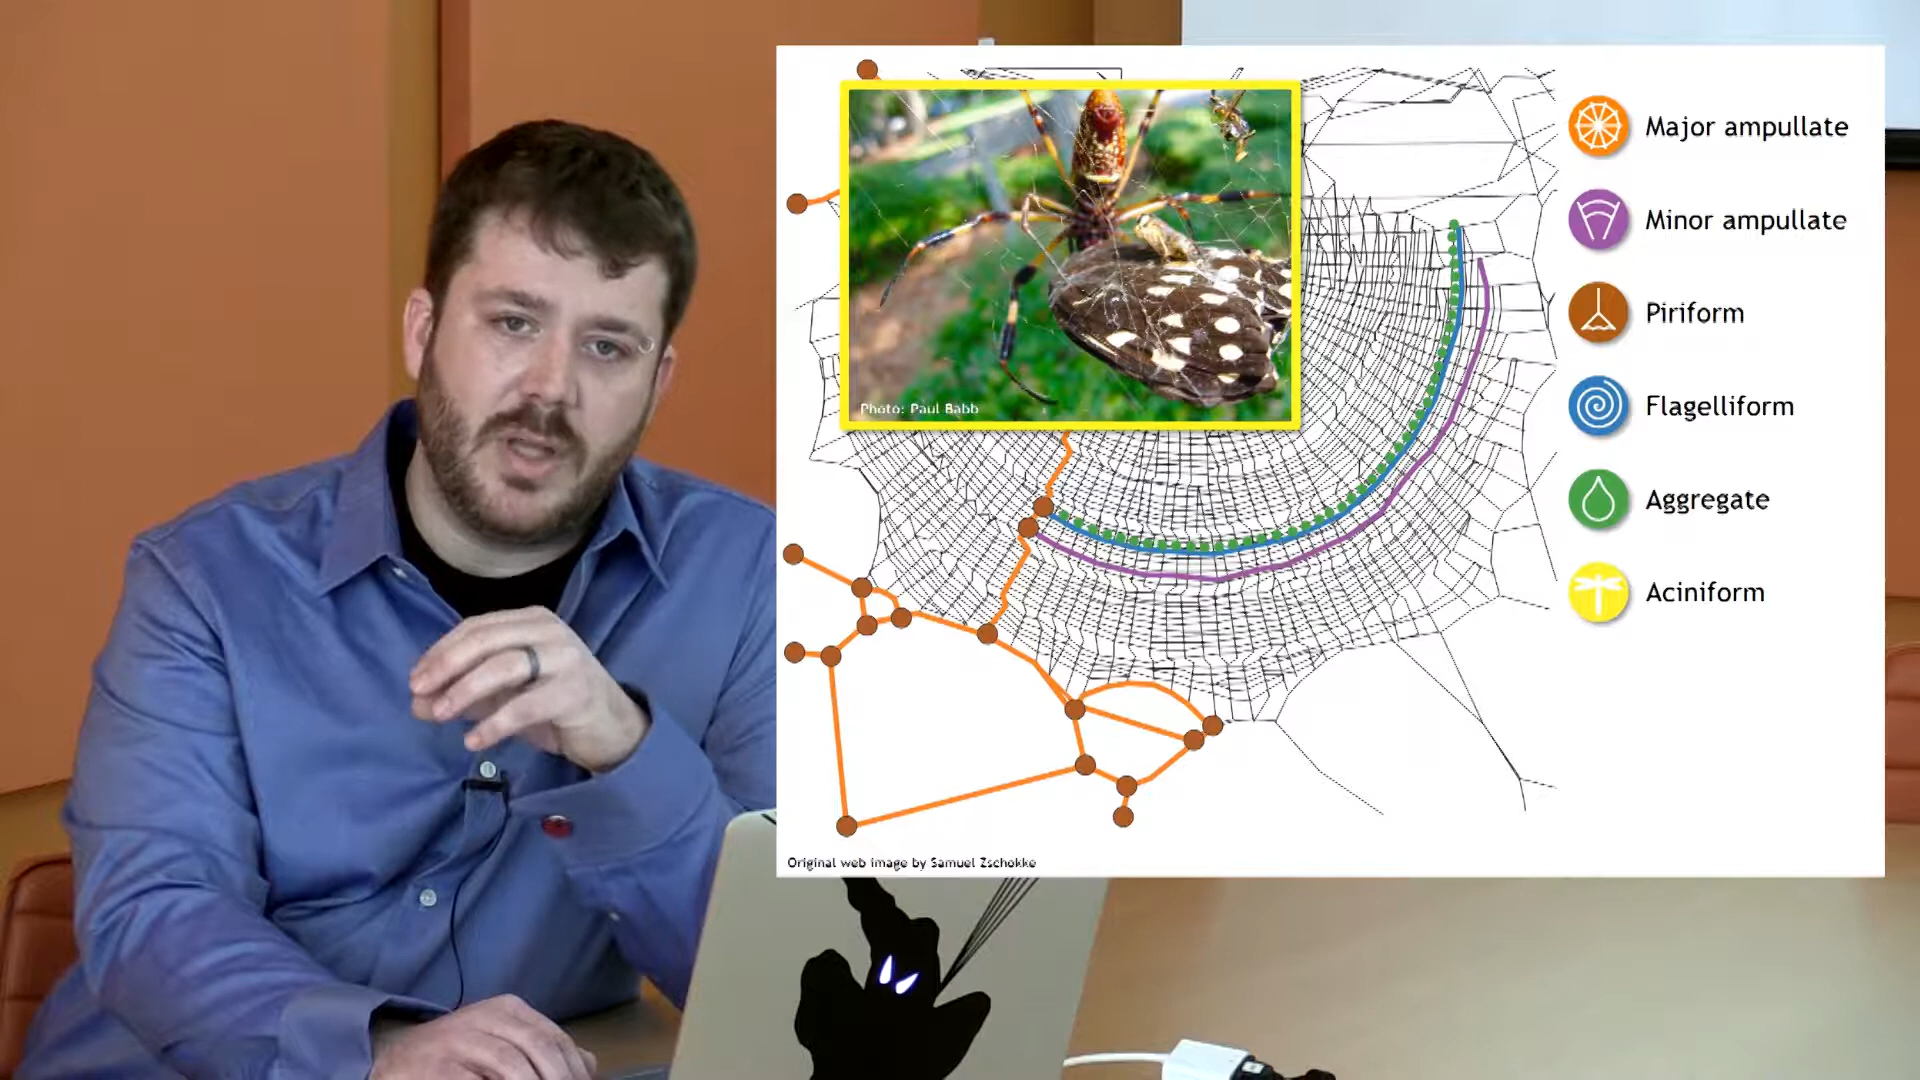 Photo: Paul Babb
Major ampullate
Minor ampullate
Piriform
Flagelliform
Aggregate
Aciniform
Original web image by Samuel Zschokke